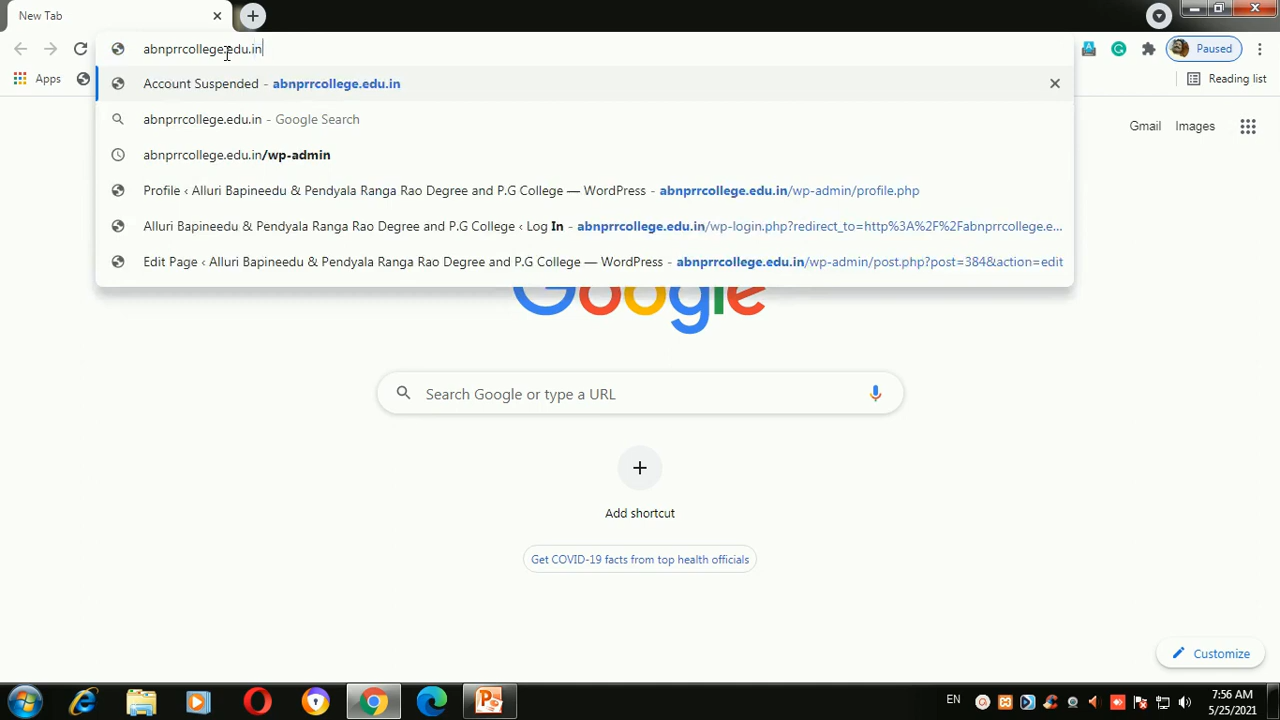 New Tab
abnprrcollege.edu.in
Paused
Account Suspended - abnprrcollege.edu.in
Apps
Reading list
abnprrcollege.edu.in - Google Search
Gmail
Images
abnprrcollege.edu.in/wp-admin
Profile ‹ Alluri Bapineedu & Pendyala Ranga Rao Degree and P.G College — WordPress - abnprrcollege.edu.in/wp-admin/profile.php
Alluri Bapineedu & Pendyala Ranga Rao Degree and P.G College ‹ Log In - abnprrcollege.edu.in/wp-login.php?redirect_to=http%3A%2F%2Fabnprrcollege.e...
Edit Page ‹ Alluri Bapineedu & Pendyala Ranga Rao Degree and P.G College — WordPress - abnprrcollege.edu.in/wp-admin/post.php?post=384&action=edit
Google
Search Google or type a URL
Add shortcut
Get COVID-19 facts from top health officials
Customize
EN
7:56 AM
5/25/2021